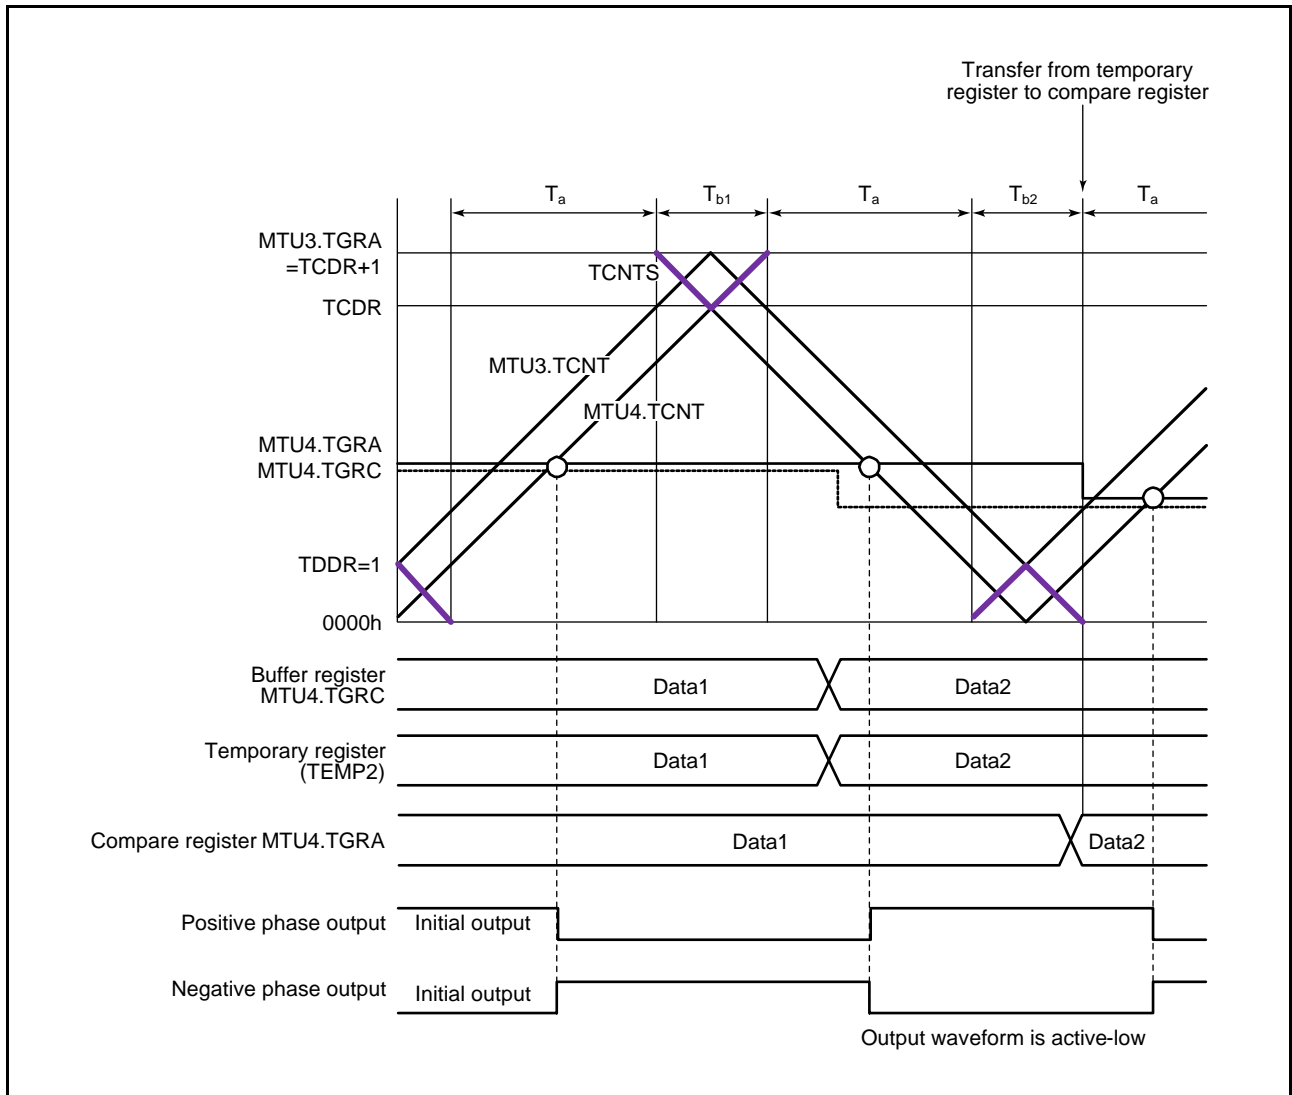 Transfer from temporary
register to compare register
Ta
Tb1
Ta
Tb2
Ta
MTU3.TGRA
=TCDR+1
TCNTS
TCDR
MTU3.TCNT
MTU4.TCNT
MTU4.TGRA
MTU4.TGRC
TDDR=1
0000h
Buffer register
MTU4.TGRC
Data1
Data2
Temporary register
(TEMP2)
Data1
Data2
Compare register MTU4.TGRA
Data1
Data2
Positive phase output
Initial output
Negative phase output
Initial output
Output waveform is active-low